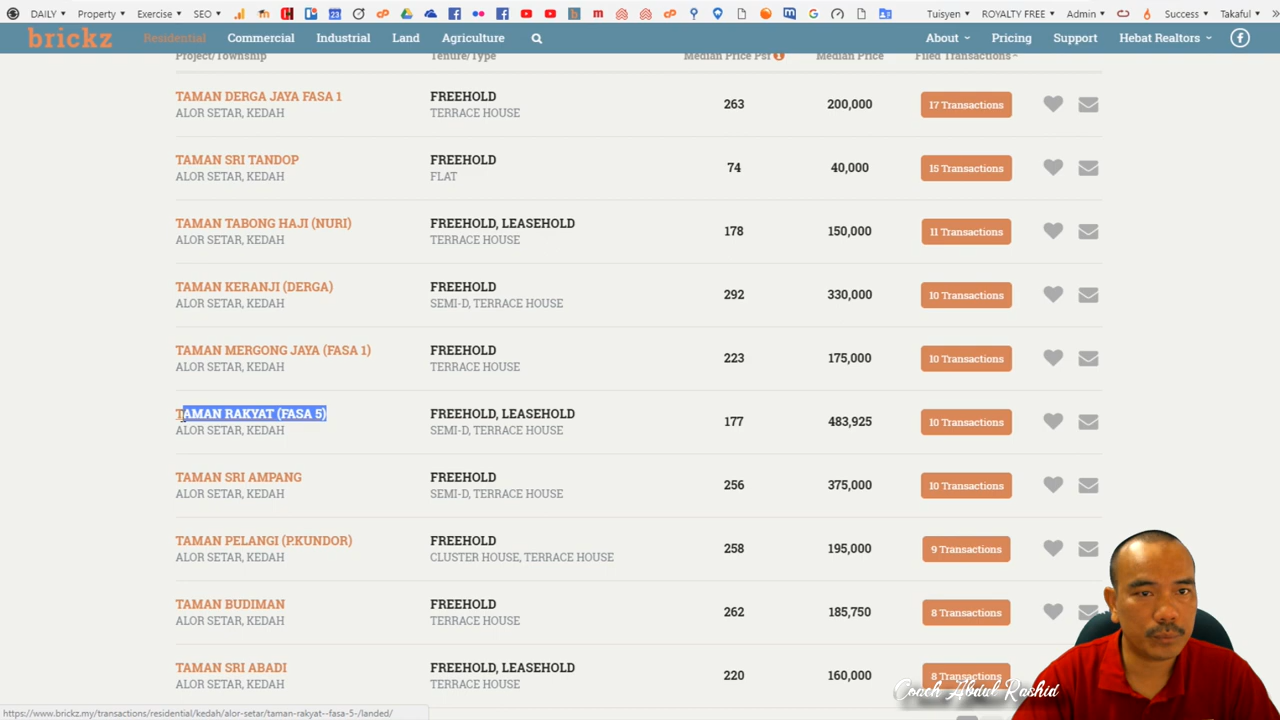 DAILY Property Exercise SEO Tuisyen ROYALTY FREE Admin Success Takaful
brickz Residential Commercial Industrial Land Agriculture About Pricing Support Hebat Realtors
Project/Township Tenure/Type Median Price Psf Median Price Filed Transactions
TAMAN DERGA JAYA FASA 1 FREEHOLD 263 200,000 17 Transactions
ALOR SETAR, KEDAH TERRACE HOUSE
TAMAN SRI TANDOP FREEHOLD 74 40,000 15 Transactions
ALOR SETAR, KEDAH FLAT
TAMAN TABONG HAJI (NURI) FREEHOLD, LEASEHOLD 178 150,000 11 Transactions
ALOR SETAR, KEDAH TERRACE HOUSE
TAMAN KERANJI (DERGA) FREEHOLD 292 330,000 10 Transactions
ALOR SETAR, KEDAH SEMI-D, TERRACE HOUSE
TAMAN MERGONG JAYA (FASA 1) FREEHOLD 223 175,000 10 Transactions
ALOR SETAR, KEDAH TERRACE HOUSE
TAMAN RAKYAT (FASA 5) FREEHOLD, LEASEHOLD 177 483,925 10 Transactions
ALOR SETAR, KEDAH SEMI-D, TERRACE HOUSE
TAMAN SRI AMPANG FREEHOLD 256 375,000 10 Transactions
ALOR SETAR, KEDAH SEMI-D, TERRACE HOUSE
TAMAN PELANGI (P.KUNDOR) FREEHOLD 258 195,000 9 Transactions
ALOR SETAR, KEDAH CLUSTER HOUSE, TERRACE HOUSE
TAMAN BUDIMAN FREEHOLD 262 185,750 8 Transactions
ALOR SETAR, KEDAH TERRACE HOUSE
TAMAN SRI ABADI FREEHOLD, LEASEHOLD 220 160,000 8 Transactions
ALOR SETAR, KEDAH TERRACE HOUSE
Coach Abdul Rashid
https://www.brickz.my/transactions/residential/kedah/alor-setar/taman-rakyat--fasa-5-/landed/